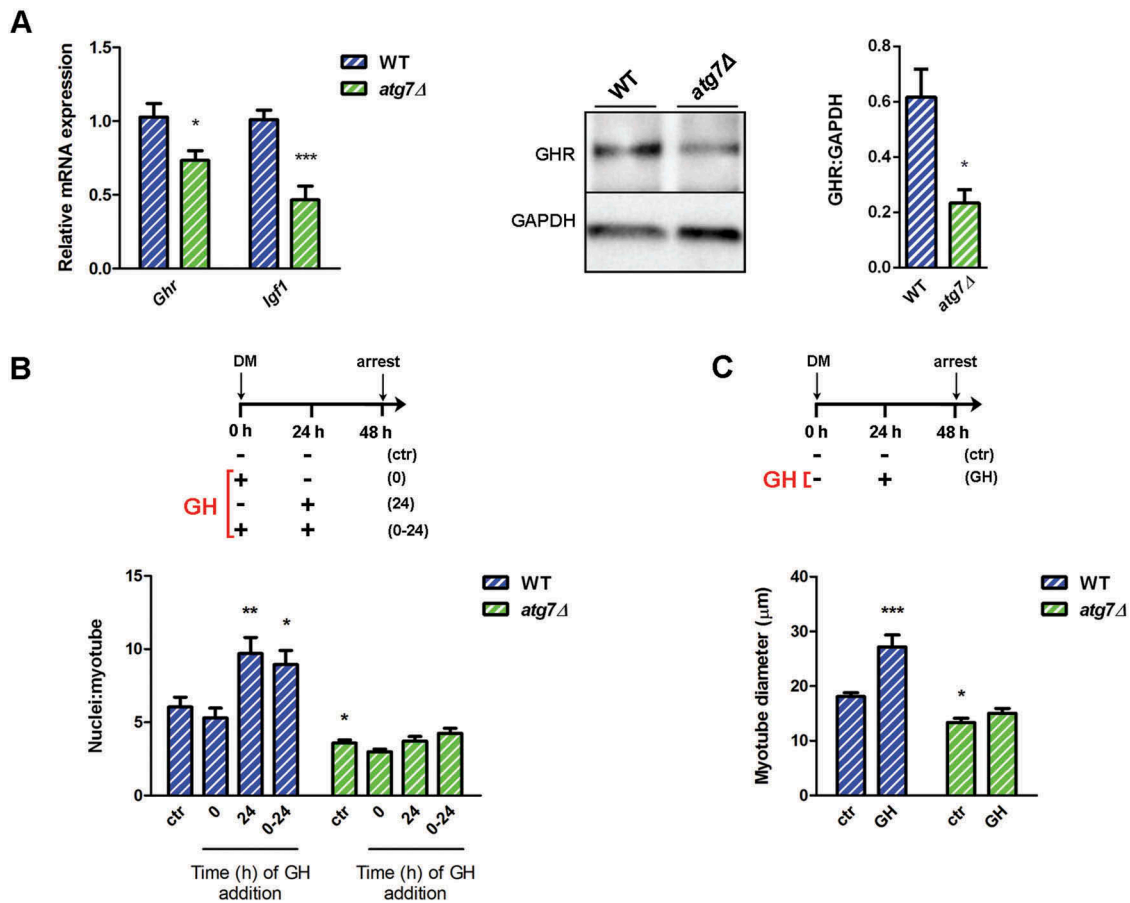 A
Relative mRNA expression
1.5
1.0
0.5
0.0
Ghr
Igf1
WT
atg7Δ
WT
atg7Δ
GHR
GAPDH
GHR:GAPDH
0.8
0.6
0.4
0.2
0.0
WT
atg7Δ
*
***
*
B
DM
arrest
0 h
24 h
48 h
- - (ctr)
+ - (0)
GH
- + (24)
+ + (0-24)
Nuclei:myotube
15
10
5
0
**
*
*
WT
atg7Δ
ctr
0
24
0-24
ctr
0
24
0-24
Time (h) of GH
addition
Time (h) of GH
addition
C
DM
arrest
0 h
24 h
48 h
- - (ctr)
GH [ - + (GH)
Myotube diameter (µm)
40
30
20
10
0
***
*
WT
atg7Δ
ctr
GH
ctr
GH